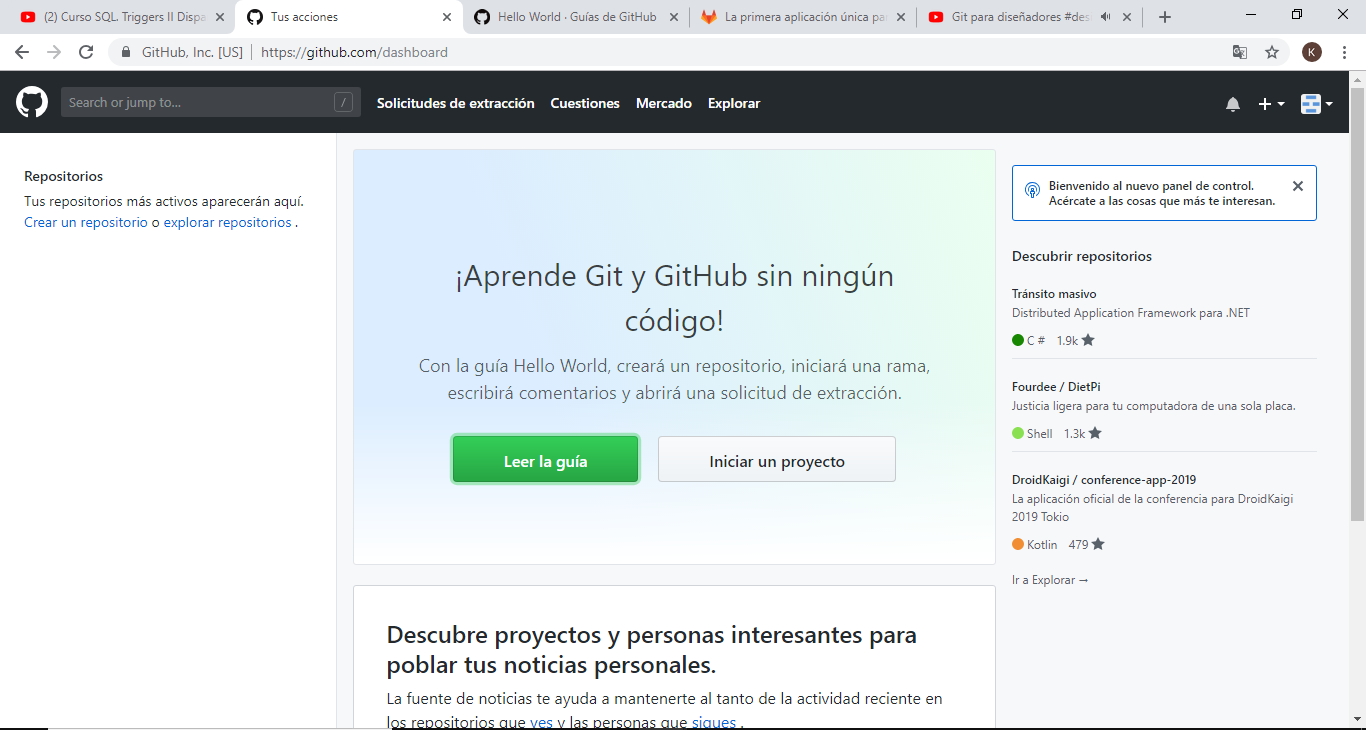 (2) Curso SQL. Triggers II Dispa
Tus acciones
Hello World · Guías de GitHub
La primera aplicación única pa
Git para diseñadores #des
GitHub, Inc. [US]
https://github.com/dashboard
K
Search or jump to...
/
Solicitudes de extracción
Cuestiones
Mercado
Explorar
Repositorios
Tus repositorios más activos aparecerán aquí.
Crear un repositorio o explorar repositorios .
¡Aprende Git y GitHub sin ningún
código!
Con la guía Hello World, creará un repositorio, iniciará una rama,
escribirá comentarios y abrirá una solicitud de extracción.
Leer la guía
Iniciar un proyecto
Descubre proyectos y personas interesantes para
poblar tus noticias personales.
La fuente de noticias te ayuda a mantenerte al tanto de la actividad reciente en
los repositorios que ves y las personas que sigues .
Bienvenido al nuevo panel de control.
Acércate a las cosas que más te interesan.
Descubrir repositorios
Tránsito masivo
Distributed Application Framework para .NET
C # 1.9k
Fourdee / DietPi
Justicia ligera para tu computadora de una sola placa.
Shell 1.3k
DroidKaigi / conference-app-2019
La aplicación oficial de la conferencia para DroidKaigi
2019 Tokio
Kotlin 479
Ir a Explorar →